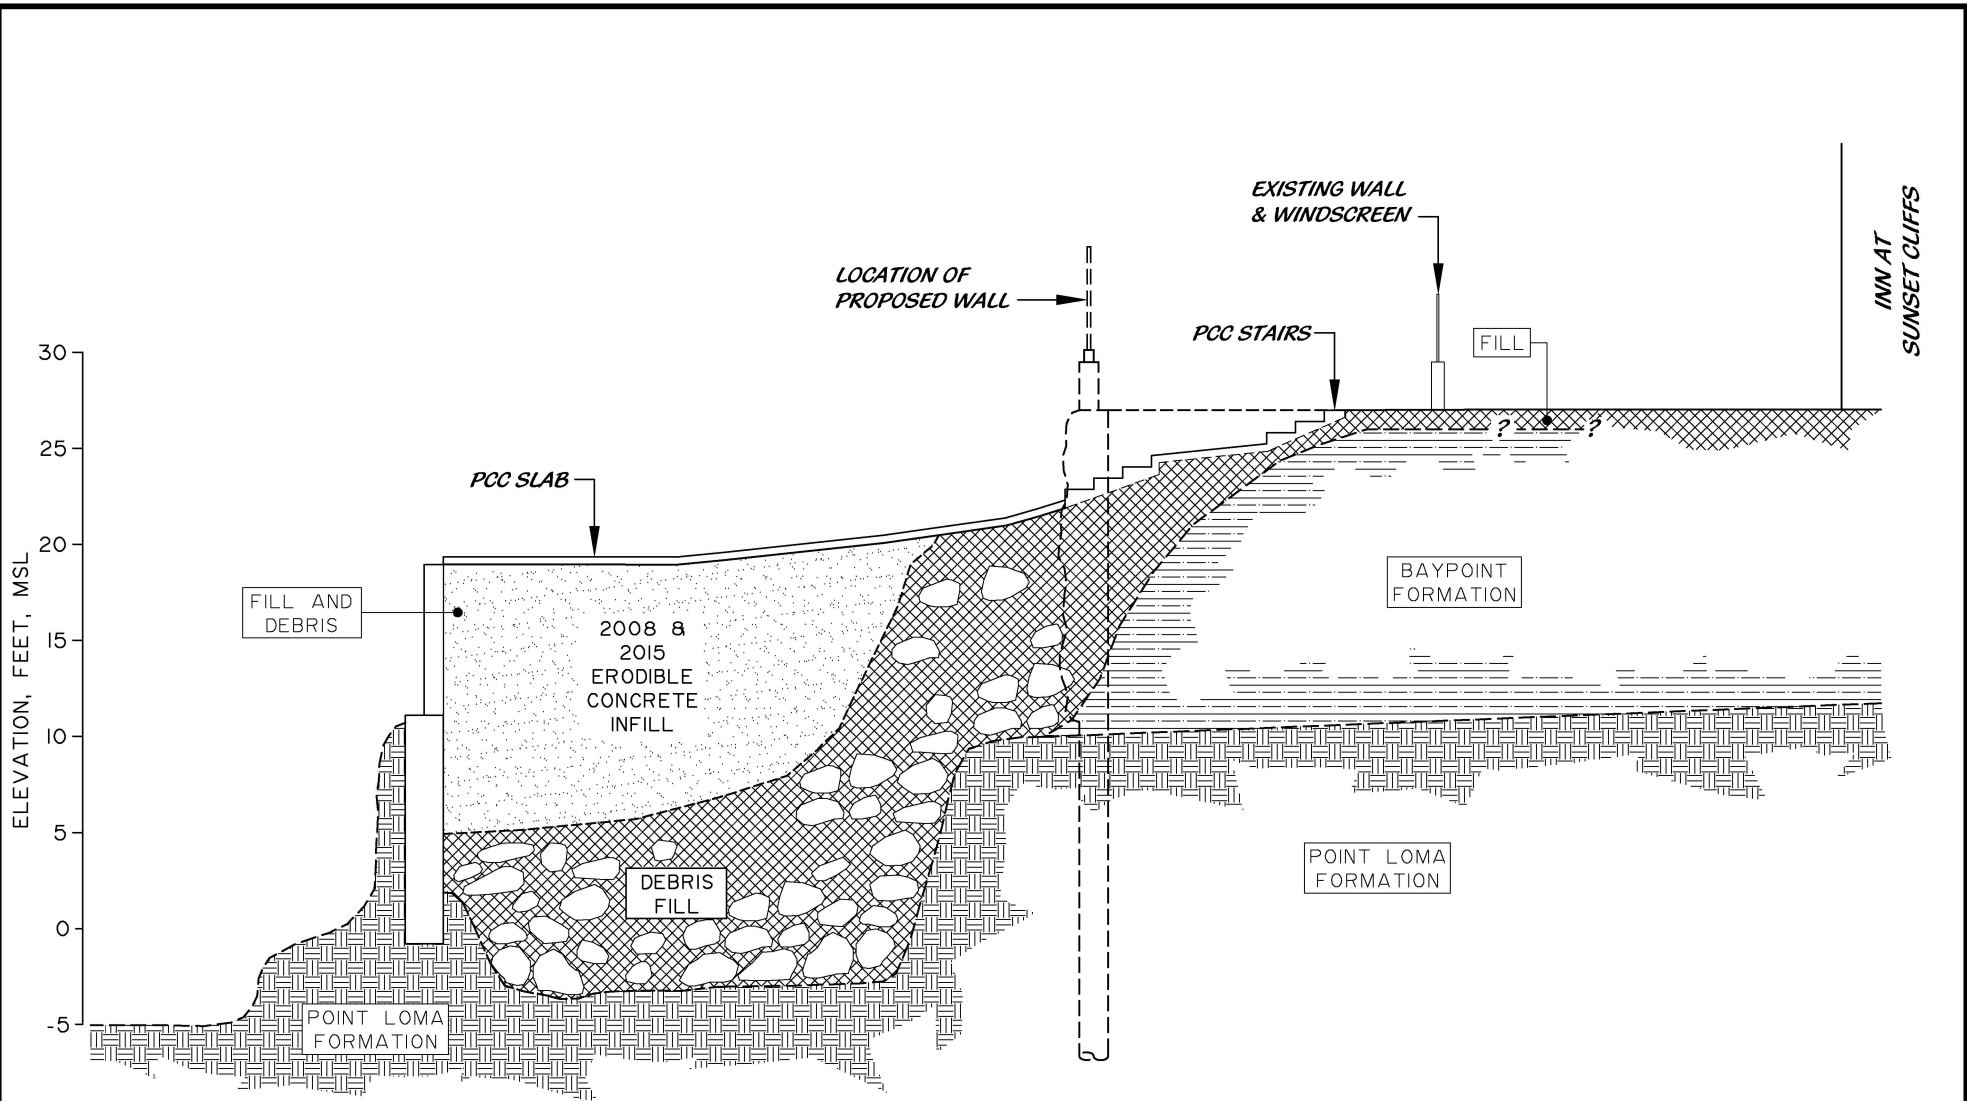 EXISTING WALL
& WINDSCREEN
INN AT
SUNSET CLIFFS
LOCATION OF
PROPOSED WALL
PCC STAIRS
FILL
30
25
20
15
10
5
0
-5
ELEVATION, FEET, MSL
PCC SLAB
? ?
FILL AND
DEBRIS
2008 &
2015
ERODIBLE
CONCRETE
INFILL
BAYPOINT
FORMATION
DEBRIS
FILL
POINT LOMA
FORMATION
POINT LOMA
FORMATION